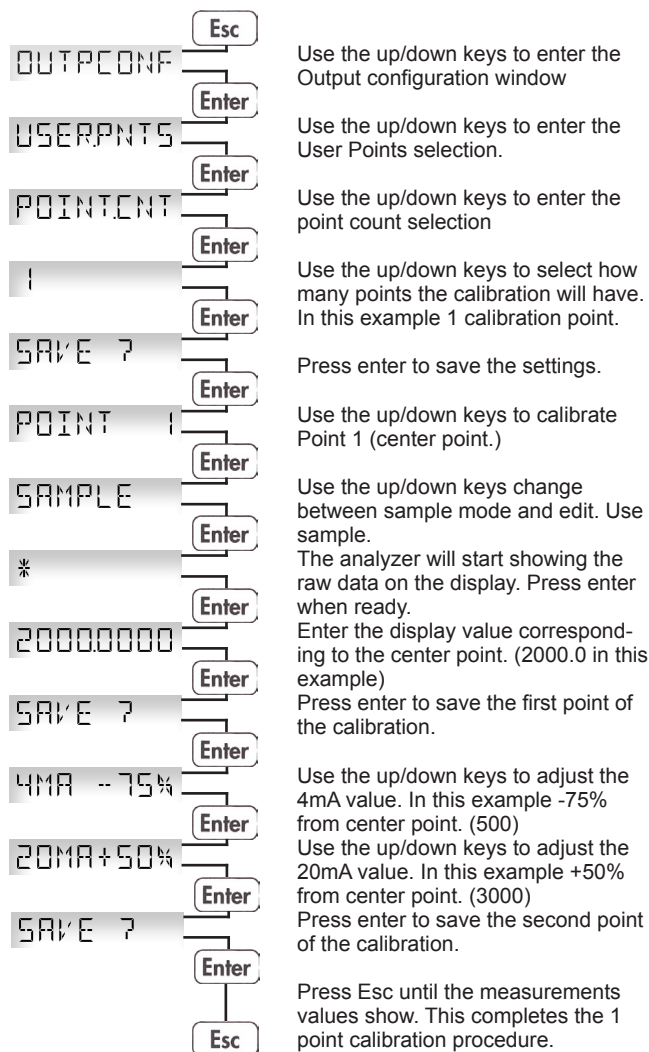 Esc
OUTPCONF
Use the up/down keys to enter the
Output configuration window
Enter
USER.PNTS
Use the up/down keys to enter the
User Points selection.
Enter
POINT.CNT
Use the up/down keys to enter the
point count selection
Enter
1
Use the up/down keys to select how
many points the calibration will have.
In this example 1 calibration point.
Enter
SAVE ?
Press enter to save the settings.
Enter
POINT 1
Use the up/down keys to calibrate
Point 1 (center point.)
Enter
SAMPLE
Use the up/down keys change
between sample mode and edit. Use
sample.
Enter
*
The analyzer will start showing the
raw data on the display. Press enter
when ready.
Enter
2000.0000
Enter the display value correspond-
ing to the center point. (2000.0 in this
example)
Enter
SAVE ?
Press enter to save the first point of
the calibration.
Enter
4MA -75%
Use the up/down keys to adjust the
4mA value. In this example -75%
from center point. (500)
Enter
20MA+50%
Use the up/down keys to adjust the
20mA value. In this example +50%
from center point. (3000)
Enter
SAVE ?
Press enter to save the second point
of the calibration.
Enter
Press Esc until the measurements
values show. This completes the 1
point calibration procedure.
Esc